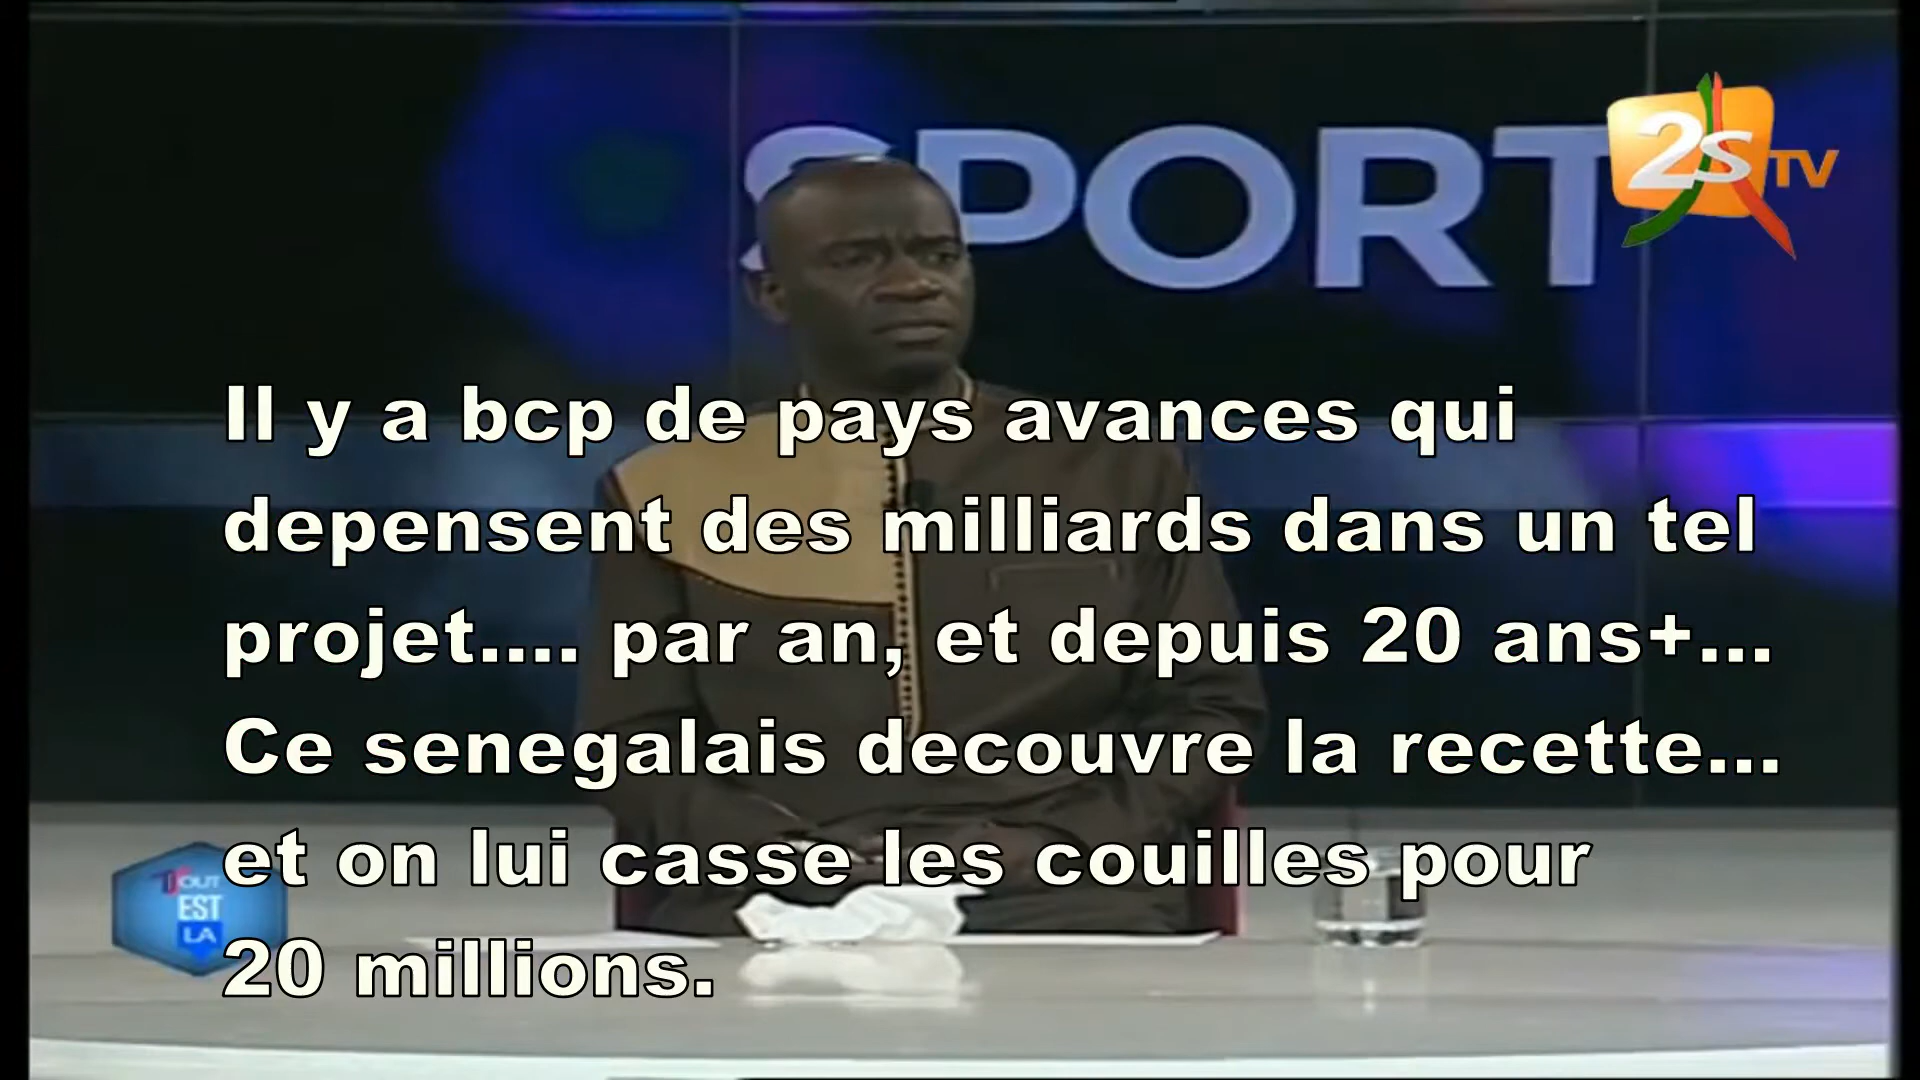 SPORT
2s TV
Il y a bcp de pays avances qui
depensent des milliards dans un tel
projet.... par an, et depuis 20 ans+...
Ce senegalais decouvre la recette...
et on lui casse les couilles pour
20 millions.
TOUT
EST
LA